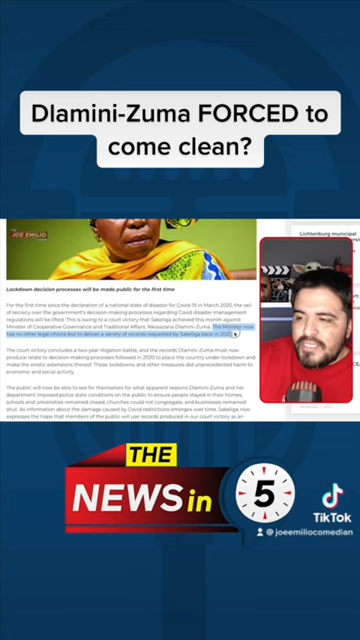 Dlamini-Zuma FORCED to
come clean?
THE
JOE EMILIO
Lichtenburg municipal
Lockdown decision processes will be made public for the first time
For the first time since the declaration of a national state of disaster for Covid-19 in March 2020, the veil
of secrecy over the government's decision-making processes regarding Covid disaster management
regulations will be lifted. This is owing to a court victory that Sakeliga achieved this month against
Minister of Cooperative Governance and Traditional Affairs, Nkosazana Dlamini-Zuma. The Minister now
has no other legal choice but to deliver a variety of records requested by Sakeliga back in 2020.
The court victory concludes a two-year litigation battle, and the records Dlamini-Zuma must now
produce relate to decision-making processes followed in 2020 to place the country under lockdown and
make the erratic extensions thereof. These lockdowns and other measures did unprecedented harm to
economic and social activity.
The public will now be able to see for themselves for what apparent reasons Dlamini-Zuma and her
department imposed police state conditions on the public to ensure people stayed in their homes,
schools and universities remained closed, churches could not congregate, and businesses remained
shut. As information about the damage caused by Covid restrictions emerges over time, Sakeliga now
hope that members of the public will use records produced in our court victory as an
THE
NEWS in
5
TikTok
@ joeemiliocomedian